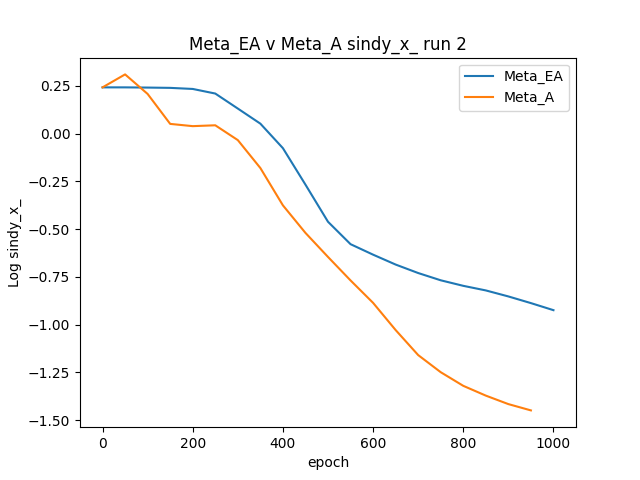 Meta_EA v Meta_A sindy_x_ run 2
Meta_EA
Meta_A
Log sindy_x_
0.25
0.00
−0.25
−0.50
−0.75
−1.00
−1.25
−1.50
0 200 400 600 800 1000
epoch